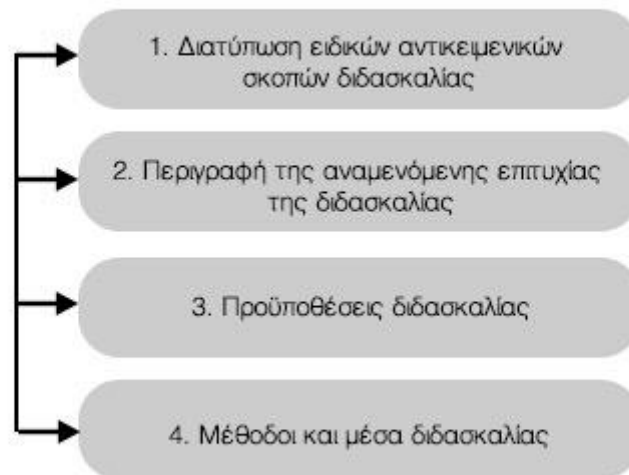 1. Διατύπωση ειδικών αντικειμενικών
σκοπών διδασκαλίας
2. Περιγραφή της αναμενόμενης επιτυχίας
της διδασκαλίας
3. Προϋποθέσεις διδασκαλίας
4. Μέθοδοι και μέσα διδασκαλίας